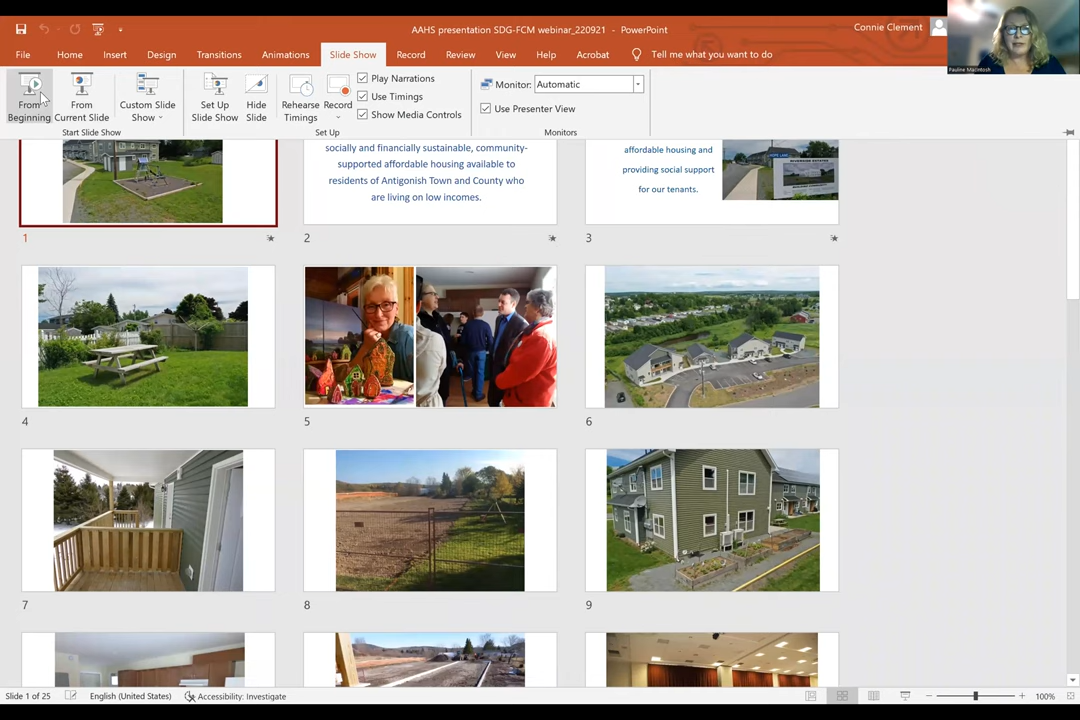 AAHS presentation SDG-FCM webinar_220921 - PowerPoint
Connie Clement
Pauline MacIntosh
File Home Insert Design Transitions Animations Slide Show Record Review View Help Acrobat Tell me what you want to do
From Beginning
From Current Slide
Custom Slide Show
Set Up Slide Show
Hide Slide
Rehearse Timings
Record
Play Narrations
Use Timings
Show Media Controls
Monitor: Automatic
Use Presenter View
Start Slide Show
Set Up
Monitors
socially and financially sustainable, community-
supported affordable housing available to
residents of Antigonish Town and County who
are living on low incomes.
affordable housing and
providing social support
for our tenants.
1
2
3
4
5
6
7
8
9
Slide 1 of 25 English (United States) Accessibility: Investigate 100%